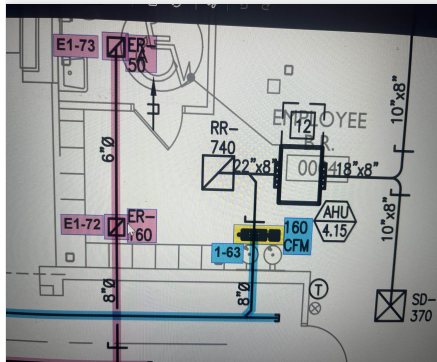 E1-73
ER-
A
50
6"Ø
EMPLOYEE
12
B.R.
RR-
740
10"x8"
22"x8"
18"x8"
E1-72
ER-
160
160
CFM
AHU
4.15
10"x8"
1-63
8"Ø
8"Ø
T
SD-
370